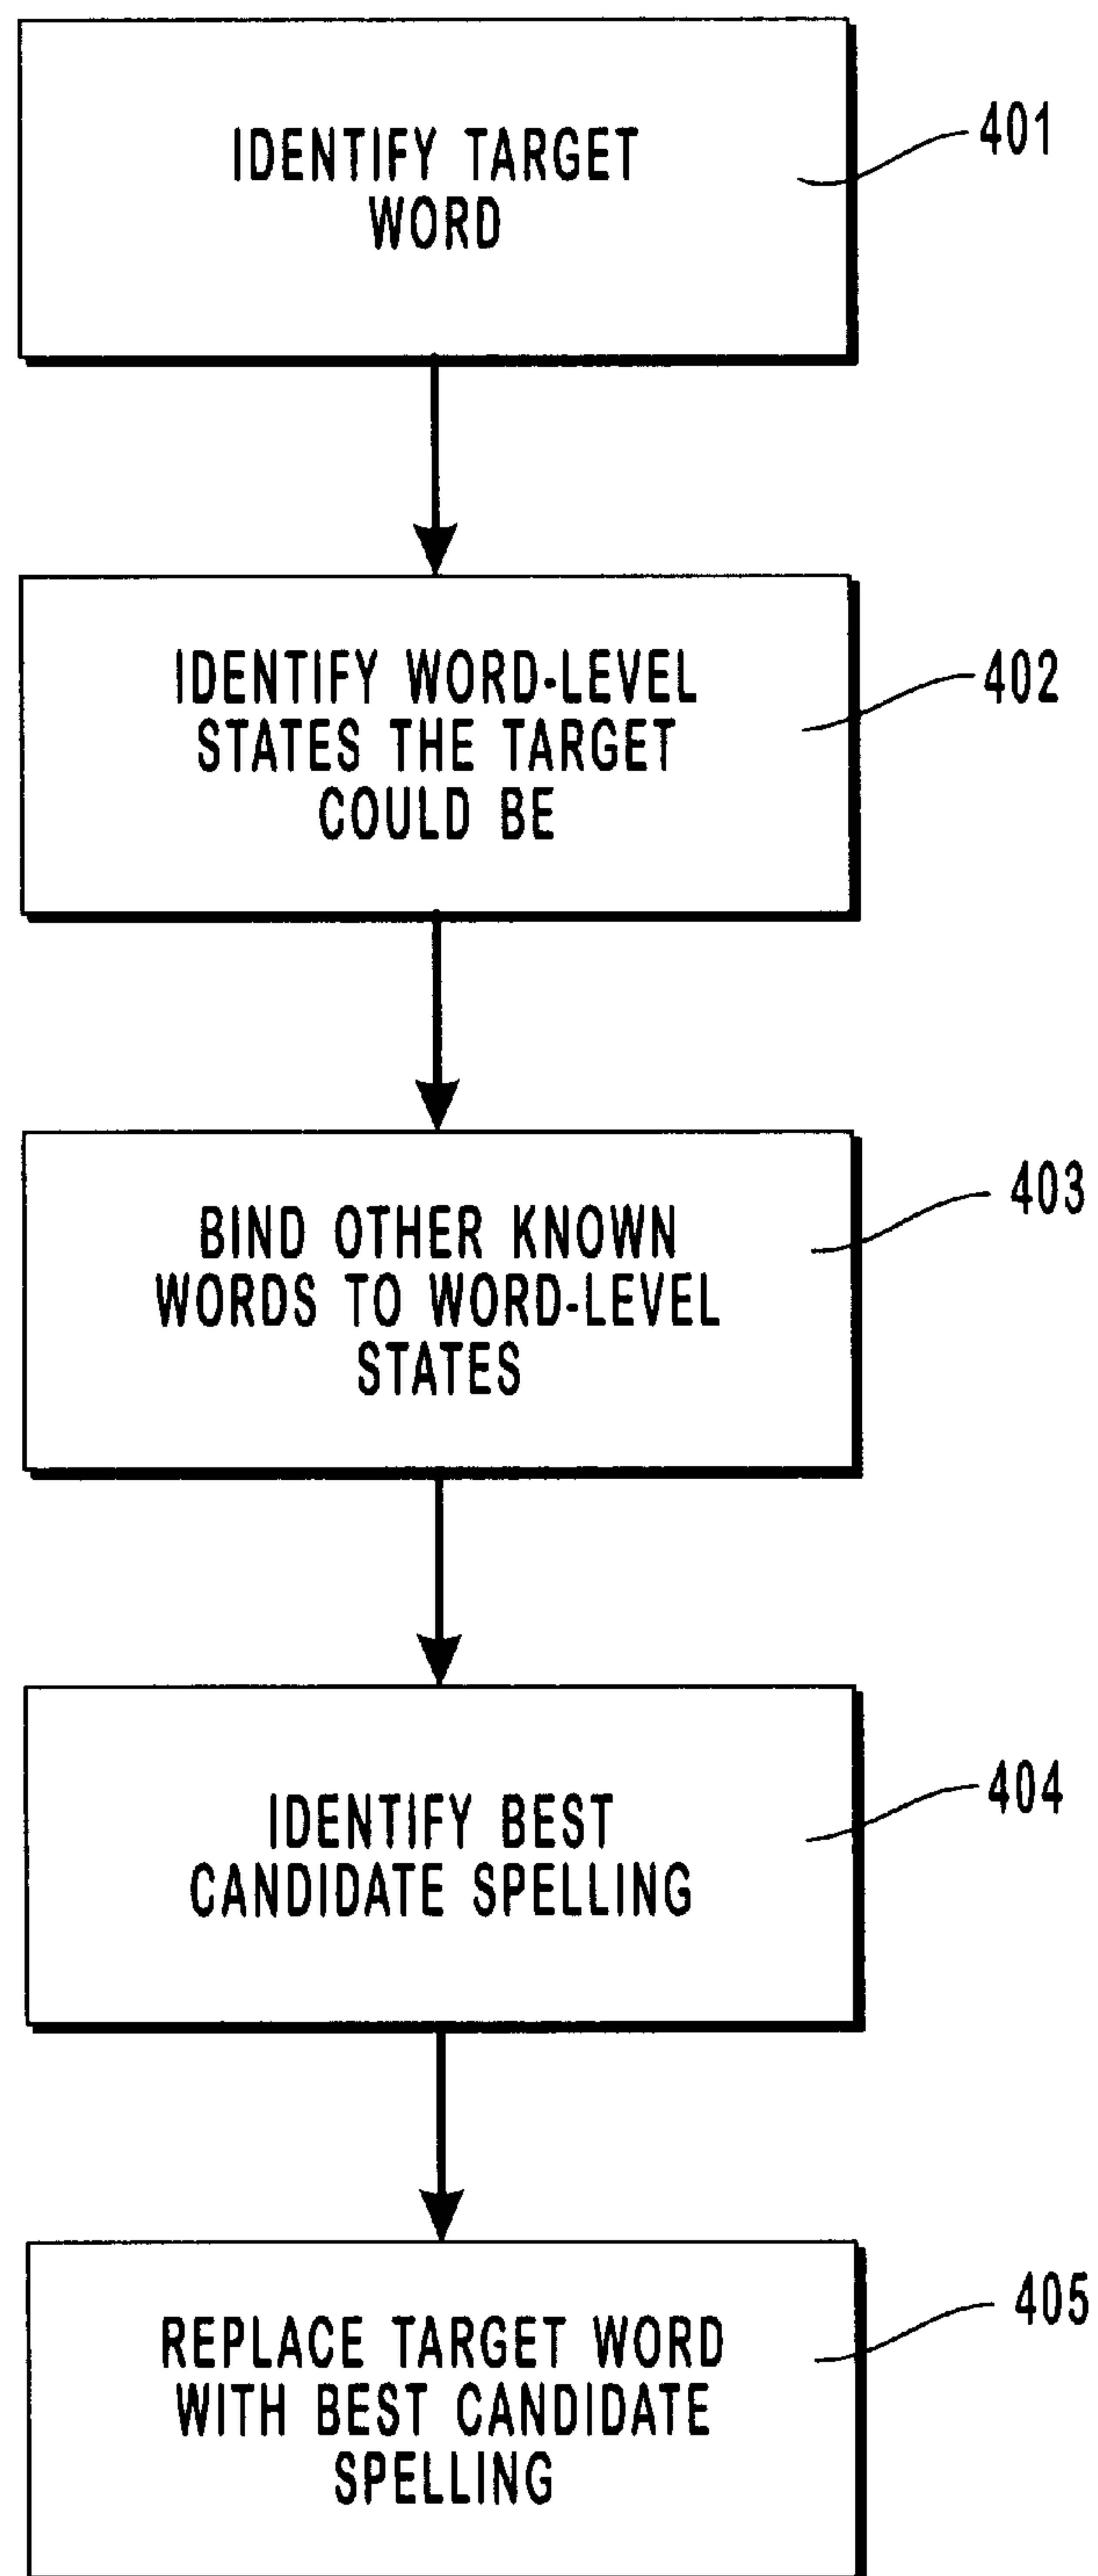 IDENTIFY TARGET
WORD
401
IDENTIFY WORD-LEVEL
STATES THE TARGET
COULD BE
402
BIND OTHER KNOWN
WORDS TO WORD-LEVEL
STATES
403
IDENTIFY BEST
CANDIDATE SPELLING
404
REPLACE TARGET WORD
WITH BEST CANDIDATE
SPELLING
405